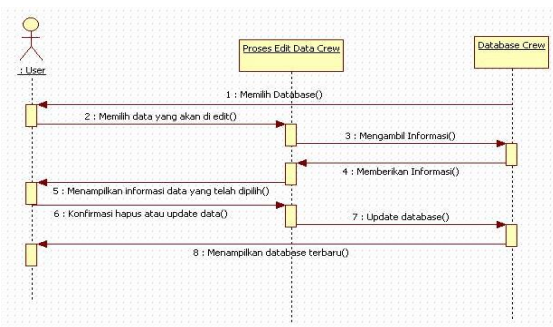 : User
Proses Edit Data Crew
Database Crew
1 : Memilih Database()
2 : Memilih data yang akan di edit()
3 : Mengambil Informasi()
4 : Memberikan Informasi()
5 : Menampilkan informasi data yang telah dipilih()
6 : Konfirmasi hapus atau update data()
7 : Update database()
8 : Menampilkan database terbaru()